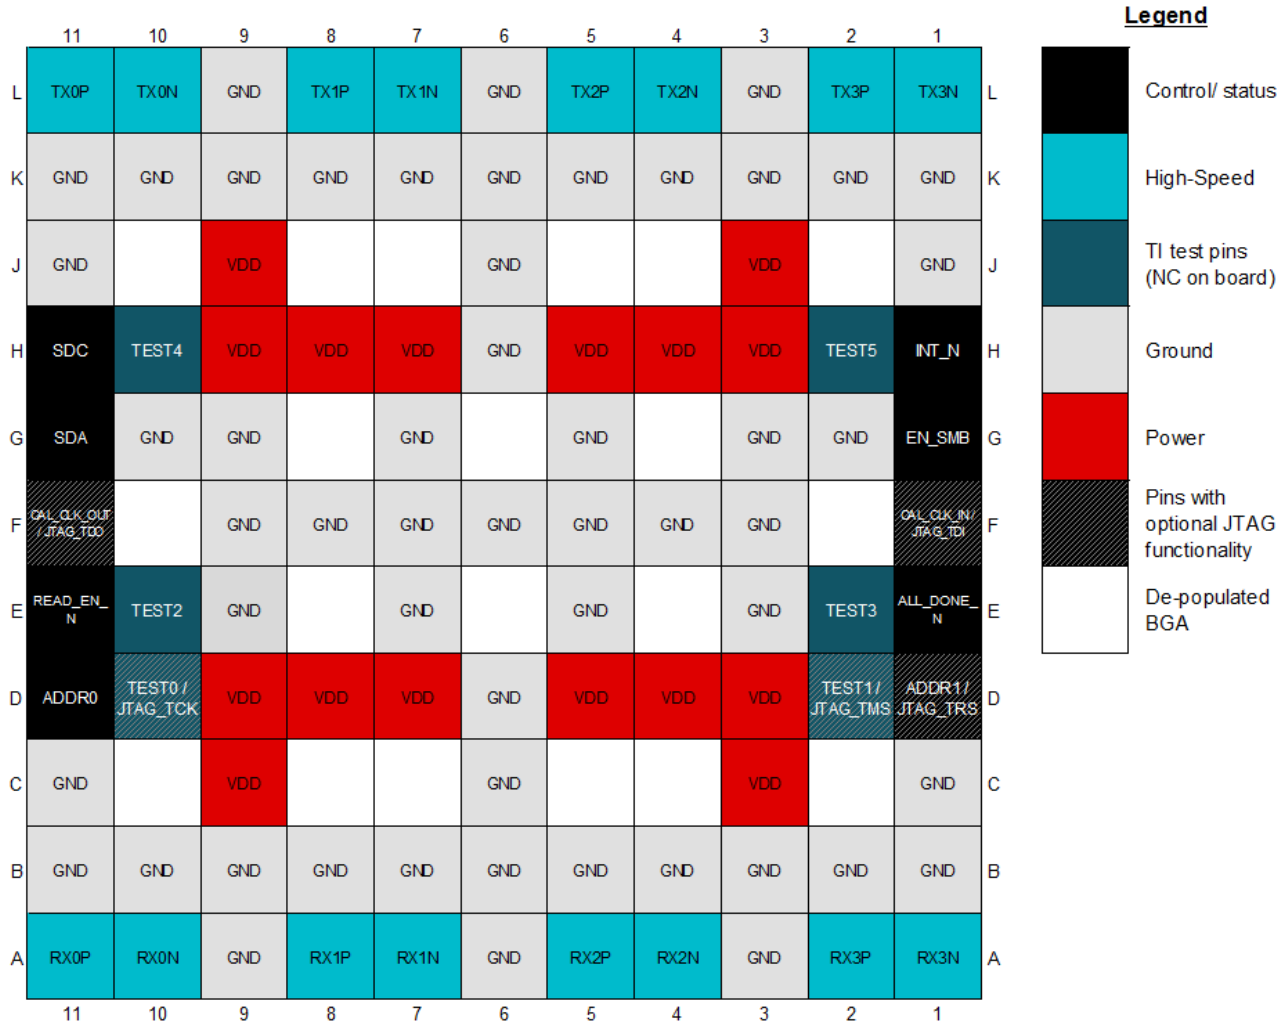 Legend
11 10 9 8 7 6 5 4 3 2 1
L TX0P TX0N GND TX1P TX1N GND TX2P TX2N GND TX3P TX3N L
Control/ status
K GND GND GND GND GND GND GND GND GND GND GND K
High-Speed
J GND VDD GND VDD GND J
TI test pins
(NC on board)
H SDC TEST4 VDD VDD VDD GND VDD VDD VDD TEST5 INT_N H
Ground
G SDA GND GND GND GND GND GND EN_SMB G
Power
F CAL_CLK_OUT
/ JTAG_TDO
GND GND GND GND GND GND GND
CAL_CLK_IN /
JTAG_TDI
F
Pins with
optional JTAG
functionality
E READ_EN_
N
TEST2 GND GND GND GND TEST3
ALL_DONE_
N
E
De-populated
BGA
D ADDR0
TEST0 /
JTAG_TCK
VDD VDD VDD GND VDD VDD VDD
TEST1 /
JTAG_TMS
ADDR1 /
JTAG_TRS
D
C GND VDD GND VDD GND C
B GND GND GND GND GND GND GND GND GND GND GND B
A RX0P RX0N GND RX1P RX1N GND RX2P RX2N GND RX3P RX3N A
11 10 9 8 7 6 5 4 3 2 1